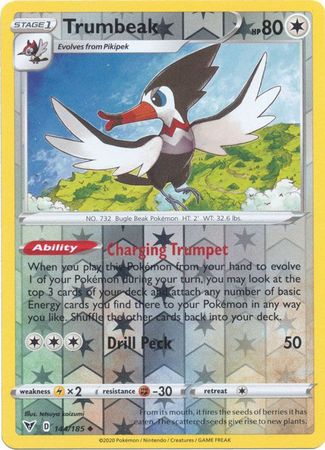 STAGE 1
Trumbeak
HP 80
Evolves from Pikipek
NO. 732 Bugle Beak Pokémon HT: 2' WT: 32.6 lbs.
Ability Charging Trumpet
When you play this Pokémon from your hand to evolve
1 of your Pokémon during your turn, you may look at the
top 3 cards of your deck and attach any number of basic
Energy cards you find there to your Pokémon in any way
you like. Shuffle the other cards back into your deck.
Drill Peck 50
weakness ×2 resistance -30 retreat
Illus. Nobuyo Koizumi
D 144/185
From its mouth, it fires the seeds of berries it has
eaten. The scattered seeds give rise to new plants.
©2020 Pokémon / Nintendo / Creatures / GAME FREAK